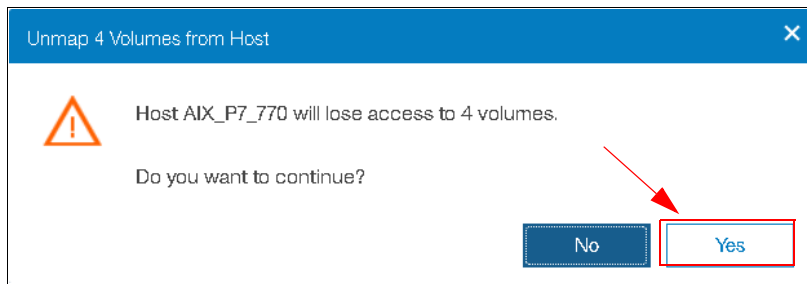 Unmap 4 Volumes from Host
Host AIX_P7_770 will lose access to 4 volumes.
Do you want to continue?
No
Yes